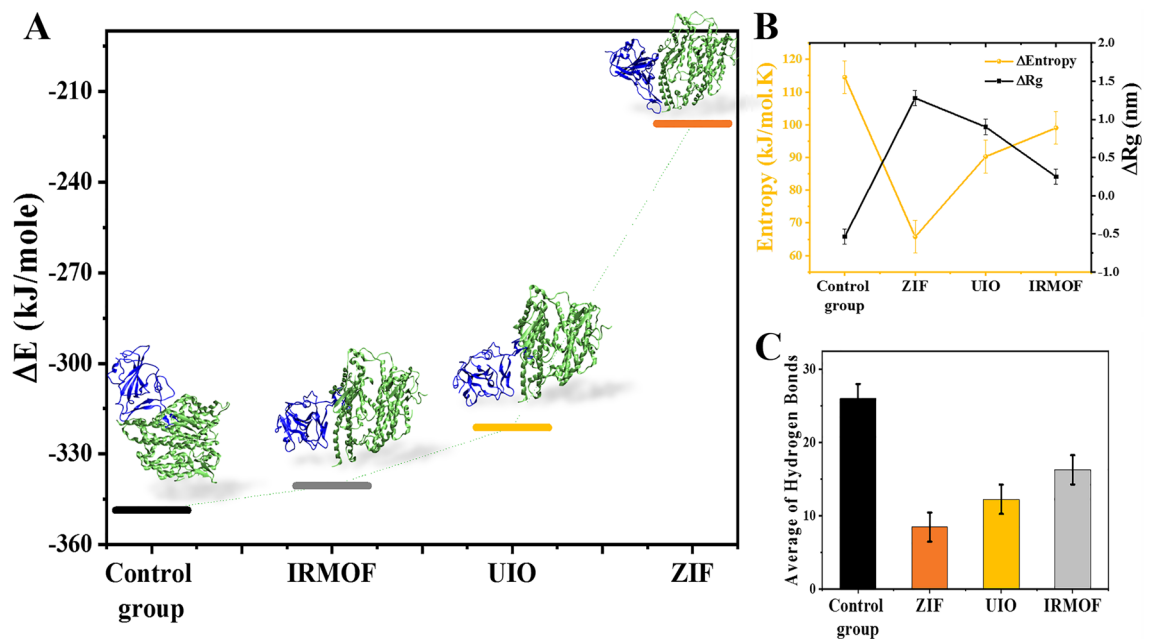 A
ΔE (kJ/mole)
-210
-240
-270
-300
-330
-360
Control
group
IRMOF
UIO
ZIF
B
Entropy (kJ/mol.K)
120
110
100
90
80
70
60
ΔEntropy
ΔRg
2.0
1.5
1.0
0.5
0.0
-0.5
-1.0
ΔRg (nm)
Control
group
ZIF
UIO
IRMOF
C
Average of Hydrogen Bonds
30
20
10
0
Control
group
ZIF
UIO
IRMOF